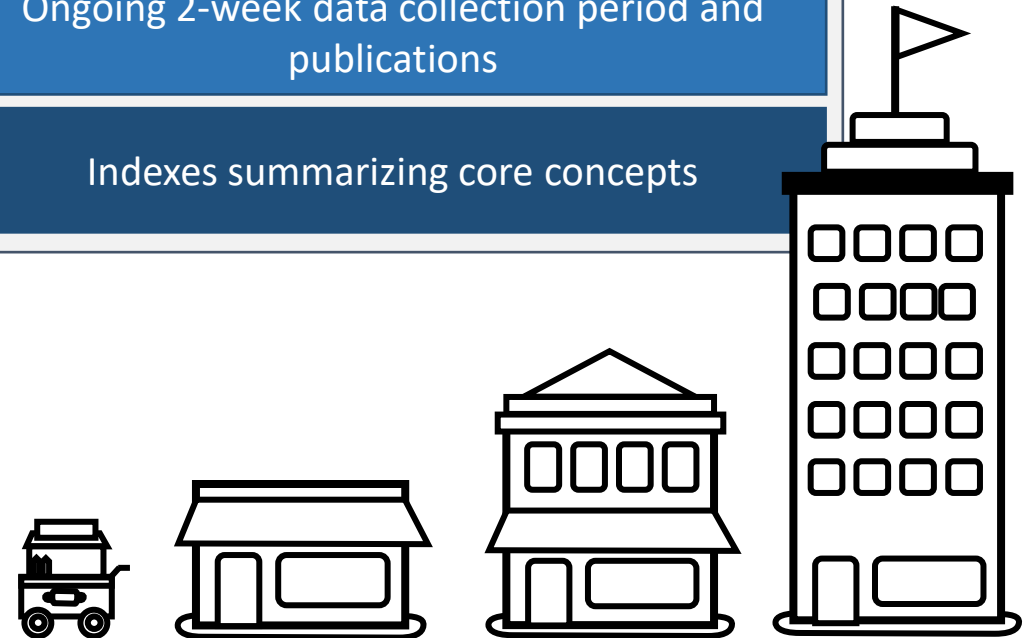 Ongoing 2-week data collection period and
publications
Indexes summarizing core concepts